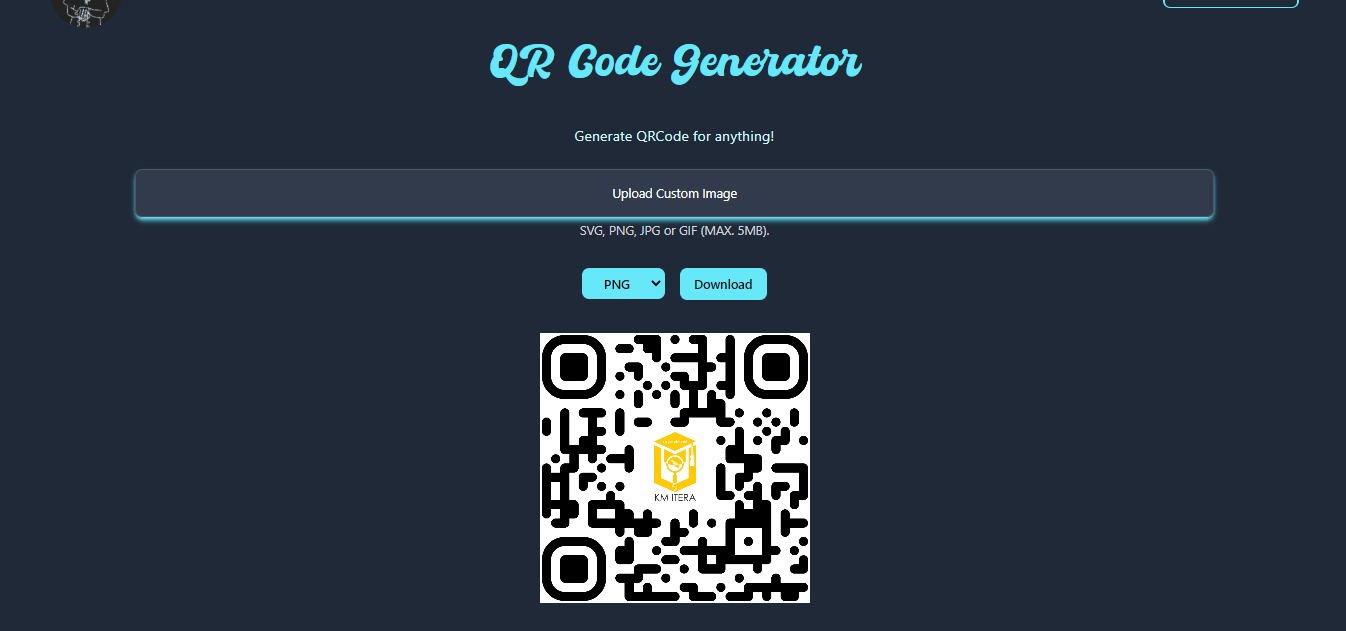 QR Code Generator
Generate QRCode for anything!
Upload Custom Image
SVG, PNG, JPG or GIF (MAX. 5MB).
PNG
Download
KM ITERA